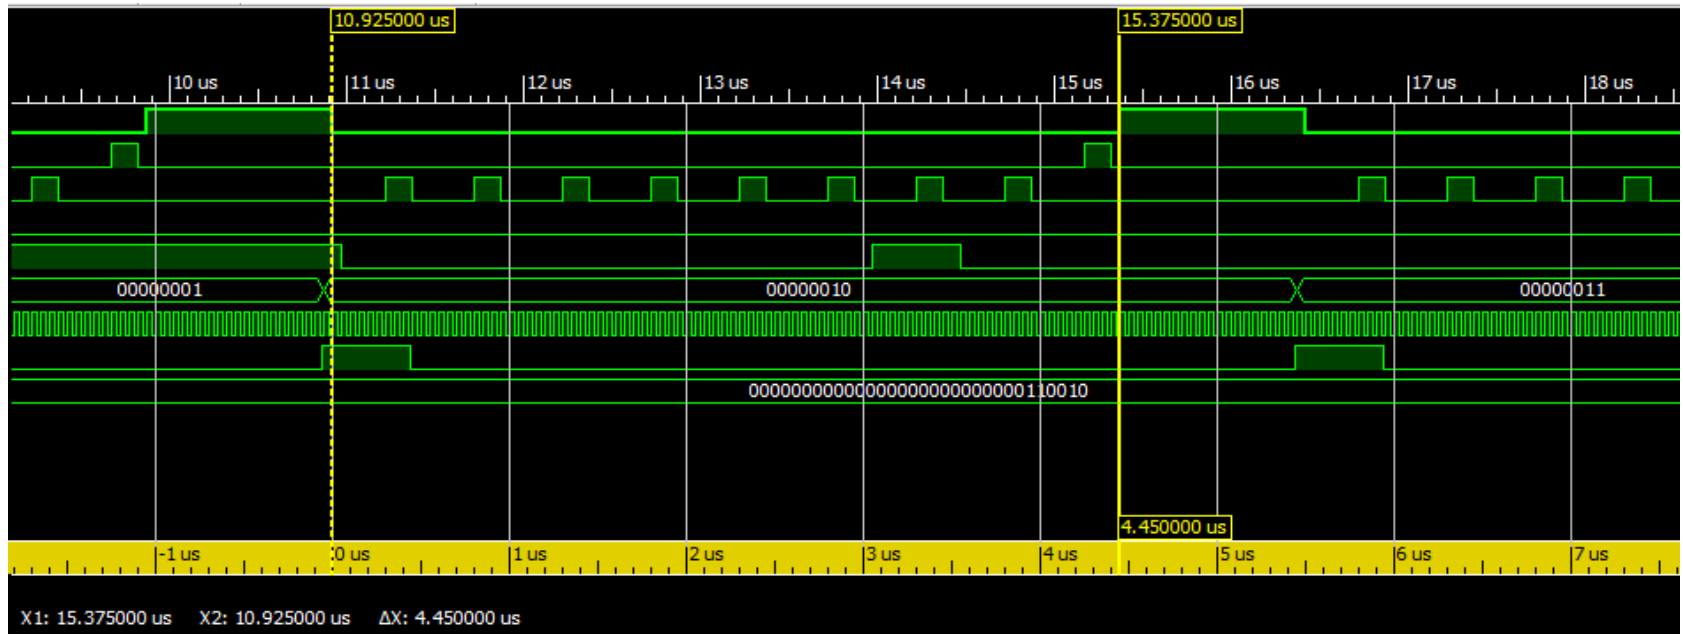 10.925000 us 15.375000 us
10 us 11 us 12 us 13 us 14 us 15 us 16 us 17 us 18 us
00000001 00000010 00000011
00000000000000000000000000110010
4.450000 us
-1 us 0 us 1 us 2 us 3 us 4 us 5 us 6 us 7 us
X1: 15.375000 us X2: 10.925000 us ΔX: 4.450000 us